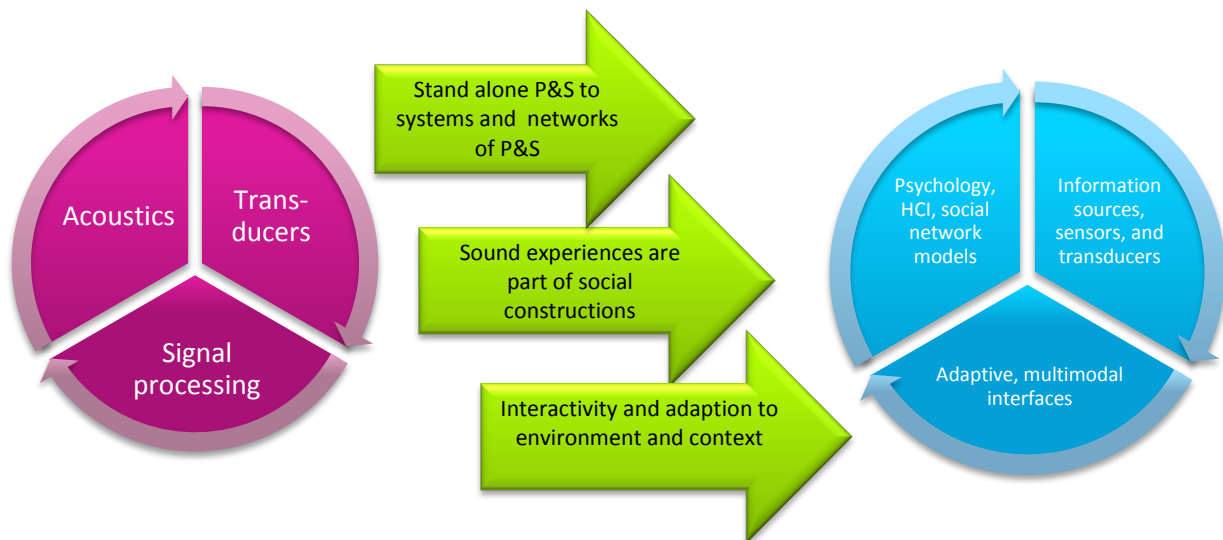 Acoustics
Trans-
ducers
Signal
processing
Stand alone P&S to
systems and  networks
of P&S
Sound experiences are
part of social
constructions
Interactivity and adaption to
environment and context
Psychology,
HCI, social
network
models
Information
sources,
sensors, and
transducers
Adaptive, multimodal
interfaces